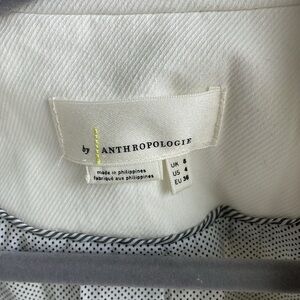 by ANTHROPOLOGIE
made in philippines
fabriqué aux philippines
UK 8
US 4
EU 36